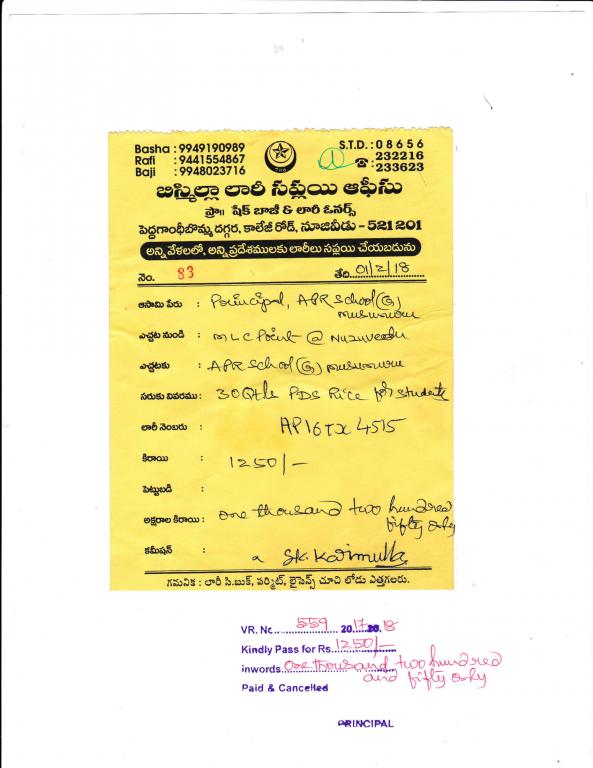 Basha : 9949190989
Rafi : 9441554867
Baji : 9948023716
1
S.T.D. : 08656
☎ : 232216
: 233623
బిస్మిల్లా లారీ సప్లయి ఆఫీసు
ప్రొ॥ షేక్ బాజీ & లారీ ఓనర్స్
పెద్దగాంధీబొమ్మ దగ్గర, కాలేజీ రోడ్, నూజివీడు - 521 201
అన్ని వేళలలో, అన్ని ప్రదేశములకు లారీలు సప్లయి చేయబడును
నెం. 83 తేది 01/2/18
ఆసామి పేరు : Principal, APR School(G)
Musunuru
ఎచ్చట నుండి : MLC Point @ Nuzuveedu
ఎచ్చటకు : APR School (G) Musunuru
సరుకు వివరము : 30 Qtls PDS Rice for students
లారీ నెంబరు : AP16TX 4515
కిరాయి : 1250/-
పెట్టుబడి :
అక్షరాల కిరాయి : one thousand two hundred
fifty only
కమీషన్ : Sk. Karimulla
గమనిక : లారీ సి.బుక్, పర్మిట్, లైసెన్స్ చూచి లోడు ఎత్తగలరు.
VR. No. 559 2017-2018
Kindly Pass for Rs. 1250/-
inwords one thousand two hundred
and fifty only
Paid & Cancelled
PRINCIPAL